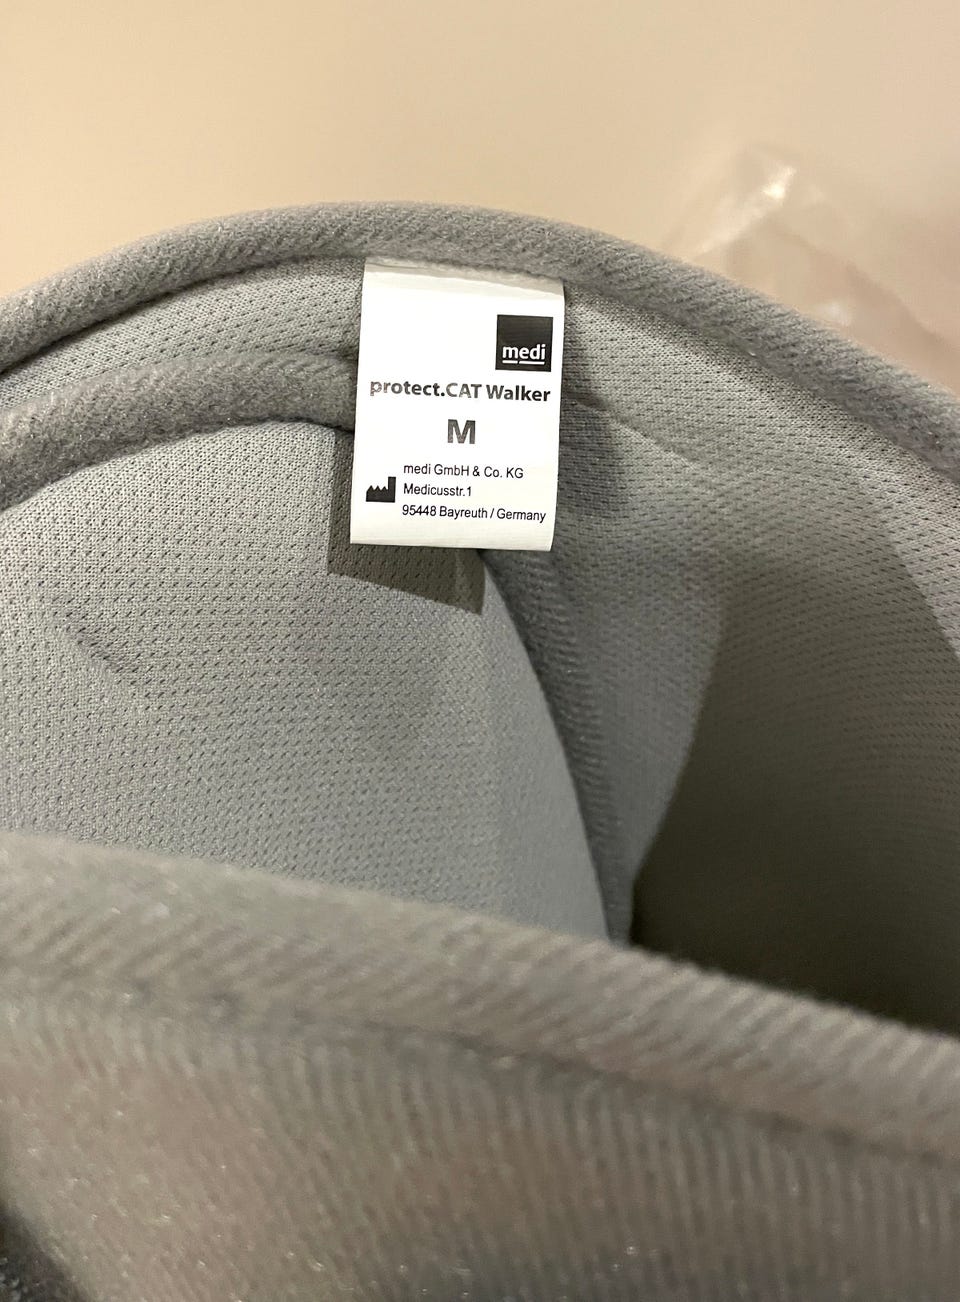 medi
protect.CAT Walker
M
medi GmbH & Co. KG
Medicusstr.1
95448 Bayreuth / Germany